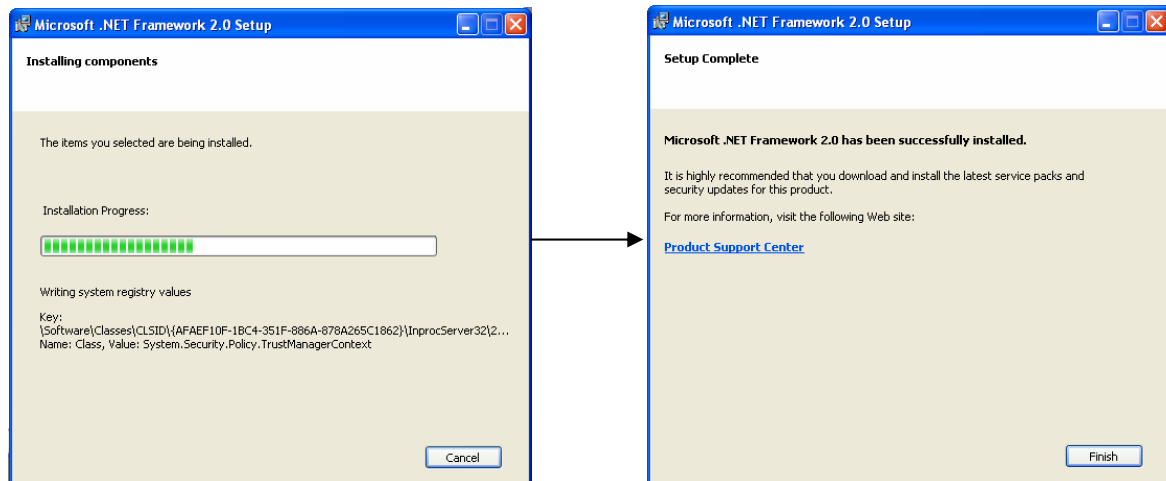 Microsoft .NET Framework 2.0 Setup
Installing components
The items you selected are being installed.
Installation Progress:
Writing system registry values
Key:
\Software\Classes\CLSID\{AFAEF10F-1BC4-351F-886A-878A265C1862}\InprocServer32\2...
Name: Class, Value: System.Security.Policy.TrustManagerContext
Cancel
Microsoft .NET Framework 2.0 Setup
Setup Complete
Microsoft .NET Framework 2.0 has been successfully installed.
It is highly recommended that you download and install the latest service packs and
security updates for this product.
For more information, visit the following Web site:
Product Support Center
Finish